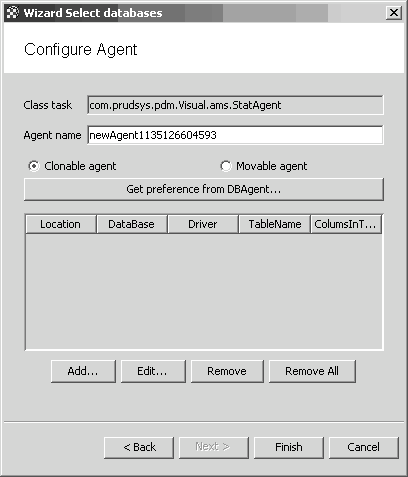 Wizard Select databases
Configure Agent
Class task com.prudsys.pdm.Visual.ams.StatAgent
Agent name newAgent1135126604593
Clonable agent Movable agent
Get preference from DBAgent...
Location DataBase Driver TableName ColumsInT...
Add... Edit... Remove Remove All
< Back Next > Finish Cancel